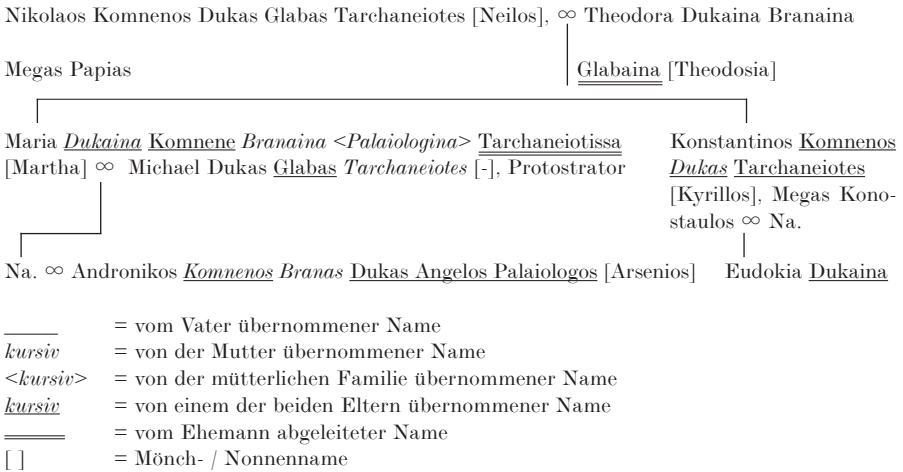 Nikolaos Komnenos Dukas Glabas Tarchaneiotes [Neilos], ∞ Theodora Dukaina Branaina
Megas Papias Glabaina [Theodosia]
Maria Dukaina Komnene Branaina <Palaiologina> Tarchaneiotissa
[Martha] ∞ Michael Dukas Glabas Tarchaneiotes [-], Protostrator
Konstantinos Komnenos
Dukas Tarchaneiotes
[Kyrillos], Megas Kono-
staulos ∞ Na.
Na. ∞ Andronikos Komnenos Branas Dukas Angelos Palaiologos [Arsenios] Eudokia Dukaina
= vom Vater übernommener Name
kursiv = von der Mutter übernommener Name
<kursiv> = von der mütterlichen Familie übernommener Name
kursiv = von einem der beiden Eltern übernommener Name
= vom Ehemann abgeleiteter Name
[ ] = Mönch- / Nonnenname